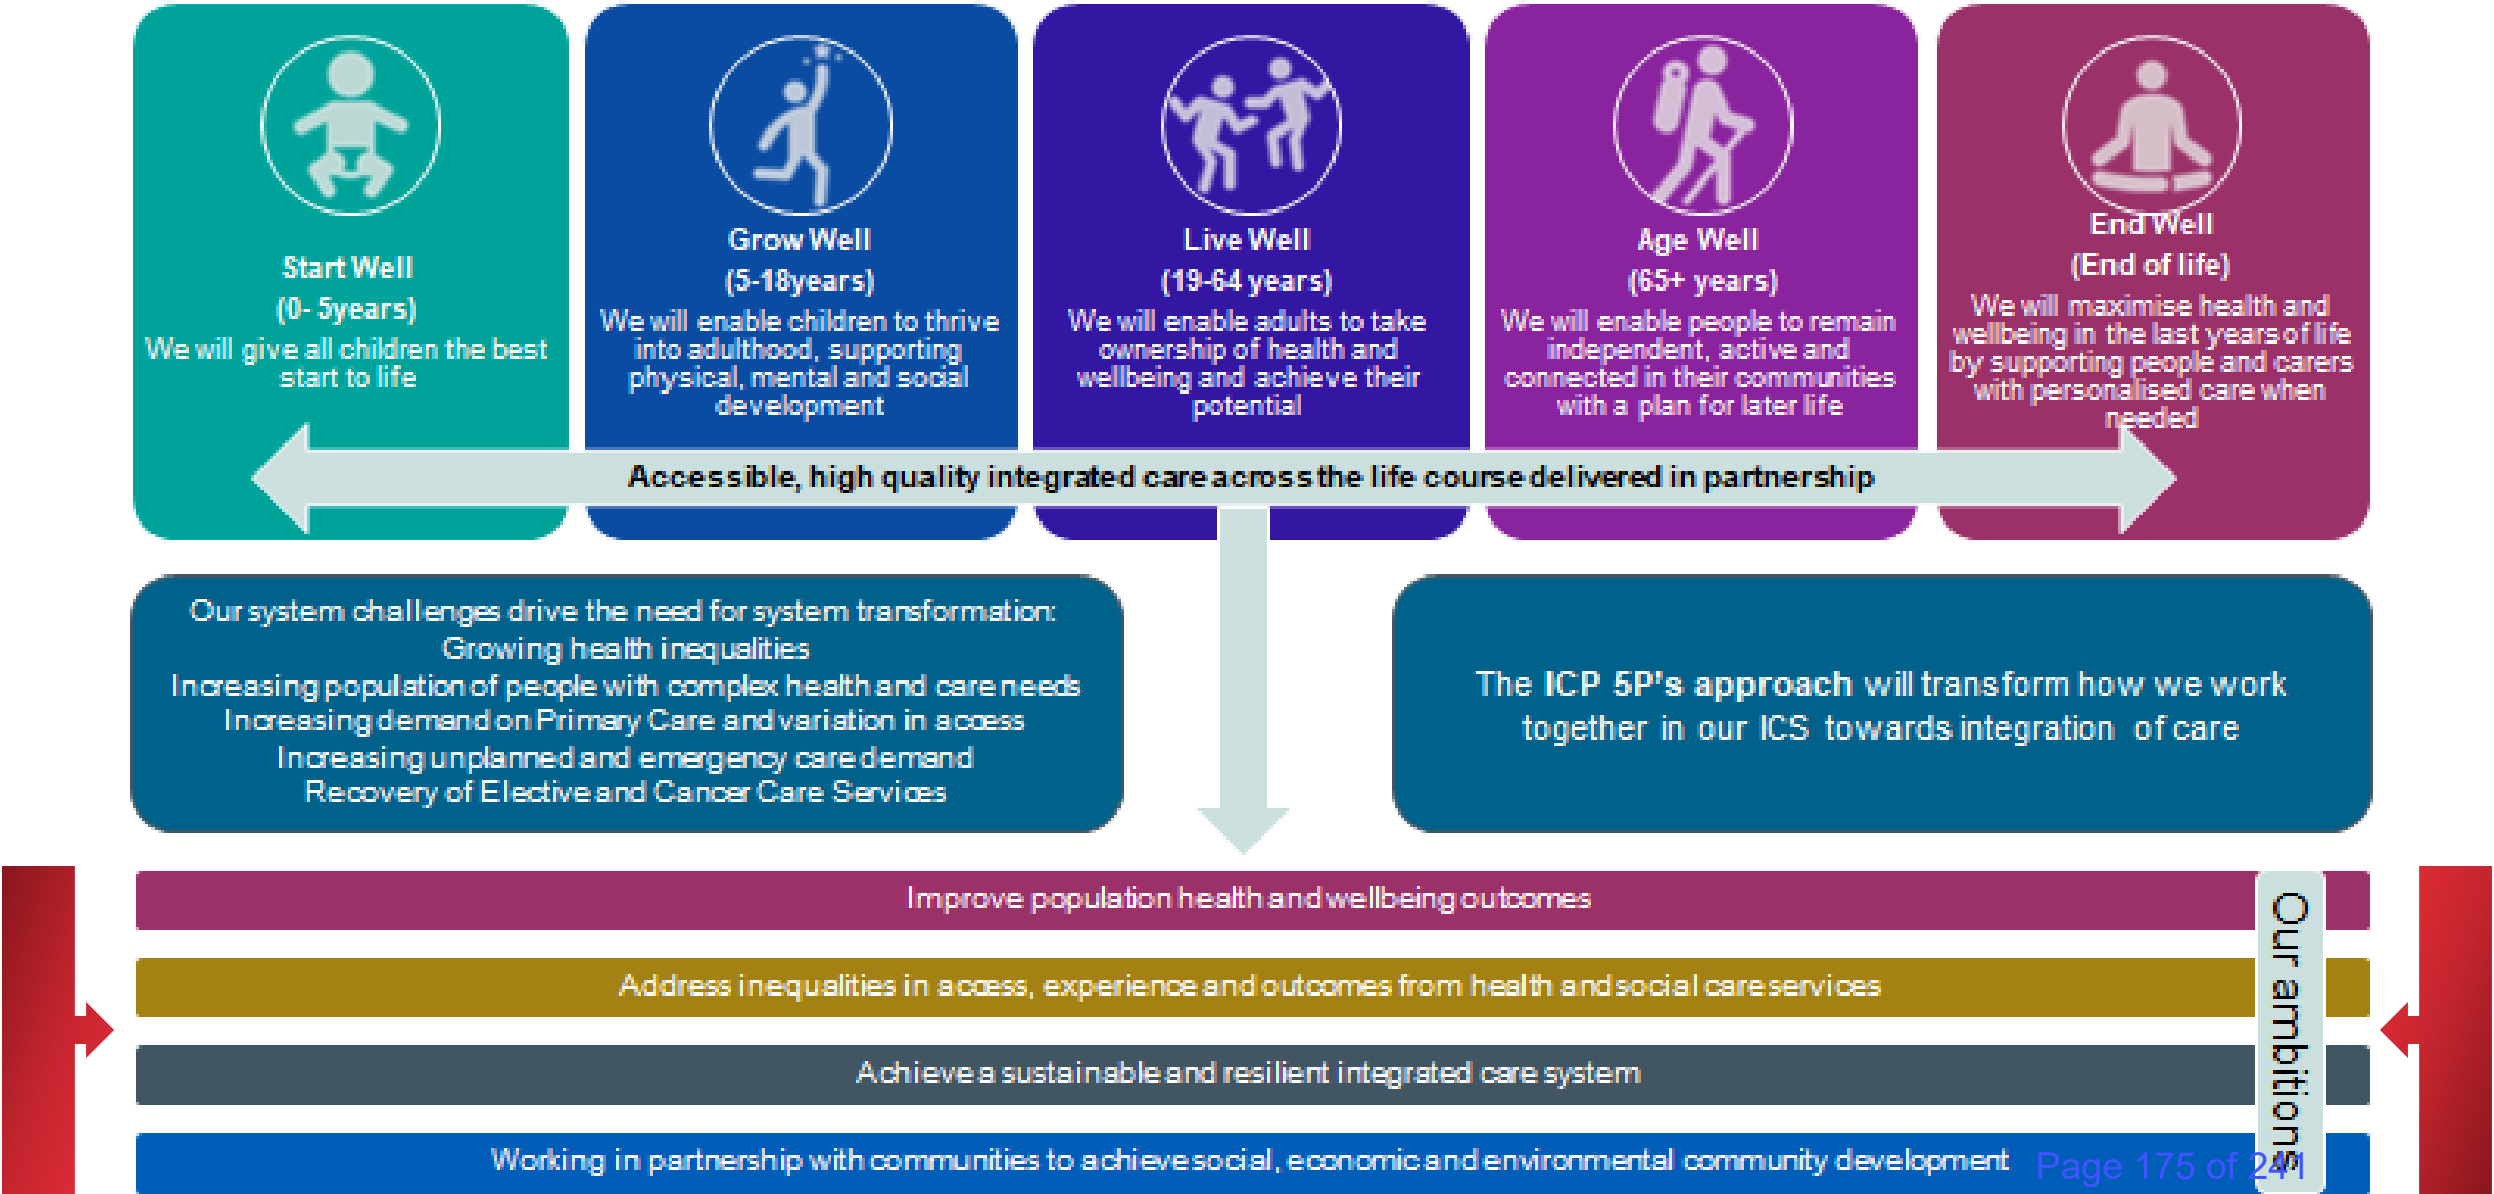 Start Well
(0- 5years)
We will give all children the best
start to life
Grow Well
(5-18years)
We will enable children to thrive
into adulthood, supporting
physical, mental and social
development
Live Well
(19-64 years)
We will enable adults to take
ownership of health and
wellbeing and achieve their
potential
Age Well
(65+ years)
We will enable people to remain
independent, active and
connected in their communities
with a plan for later life
End Well
(End of life)
We will maximise health and
wellbeing in the last years of life
by supporting people and carers
with personalised care when
needed
Accessible, high quality integrated care across the life course delivered in partnership
Our system challenges drive the need for system transformation:
Growing health inequalities
Increasing population of people with complex health and care needs
Increasing demand on Primary Care and variation in access
Increasing unplanned and emergency care demand
Recovery of Elective and Cancer Care Services
The ICP 5P's approach will transform how we work
together in our ICS towards integration of care
Improve population health and wellbeing outcomes
Address inequalities in access, experience and outcomes from health and social care services
Achieve a sustainable and resilient integrated care system
Working in partnership with communities to achieve social, economic and environmental community development
Our ambitions
Page 175 of 241